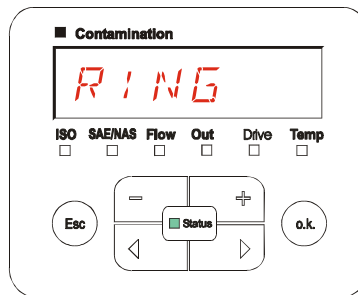 Contamination
RING
ISO SAE/NAS Flow Out Drive Temp
- +
Esc Status o.k.